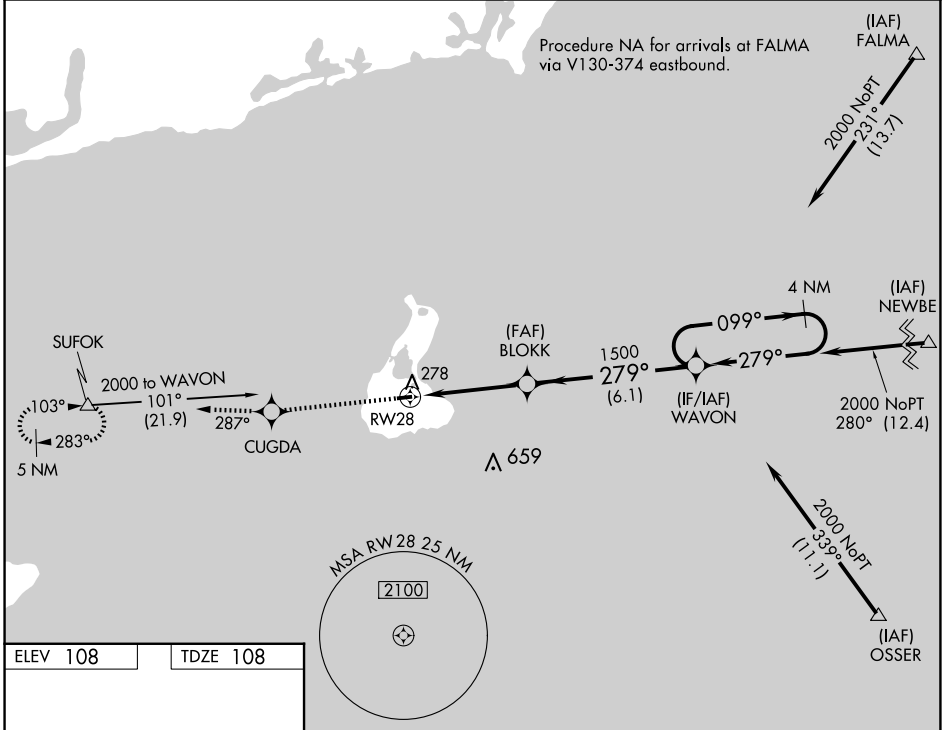 (IAF)
FALMA
Procedure NA for arrivals at FALMA
via V130-374 eastbound.
2000 NoPT
231°
(13.7)
4 NM
(IAF)
NEWBE
099°
279°
(FAF)
BLOKK
1500
279°
(6.1)
(IF/IAF)
WAVON
2000 NoPT
280° (12.4)
SUFOK
2000 to WAVON
101°
(21.9)
103°
283°
5 NM
287°
CUGDA
278
RW28
659
2000 NoPT
339°
(11.1)
(IAF)
OSSER
MSA RW 28 25 NM
2100
ELEV 108
TDZE 108